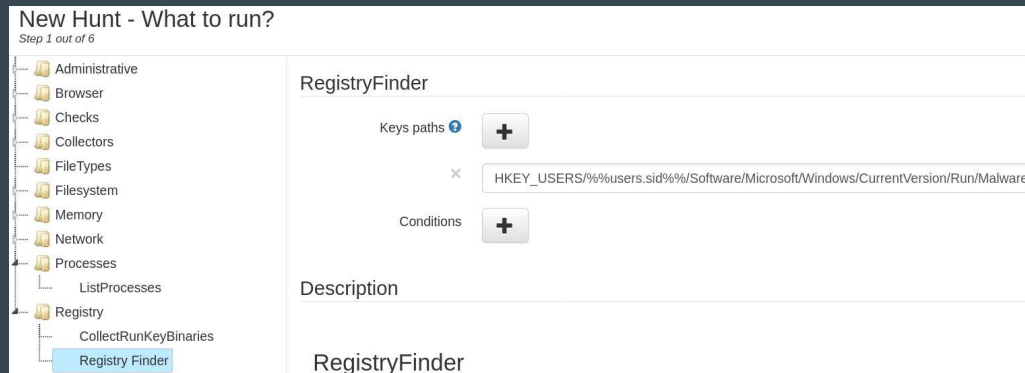 New Hunt - What to run?
Step 1 out of 6
Administrative
Browser
Checks
Collectors
FileTypes
Filesystem
Memory
Network
Processes
ListProcesses
Registry
CollectRunKeyBinaries
Registry Finder
RegistryFinder
Keys paths ?
+
× HKEY_USERS/%%users.sid%%/Software/Microsoft/Windows/CurrentVersion/Run/Malware
Conditions
+
Description
RegistryFinder